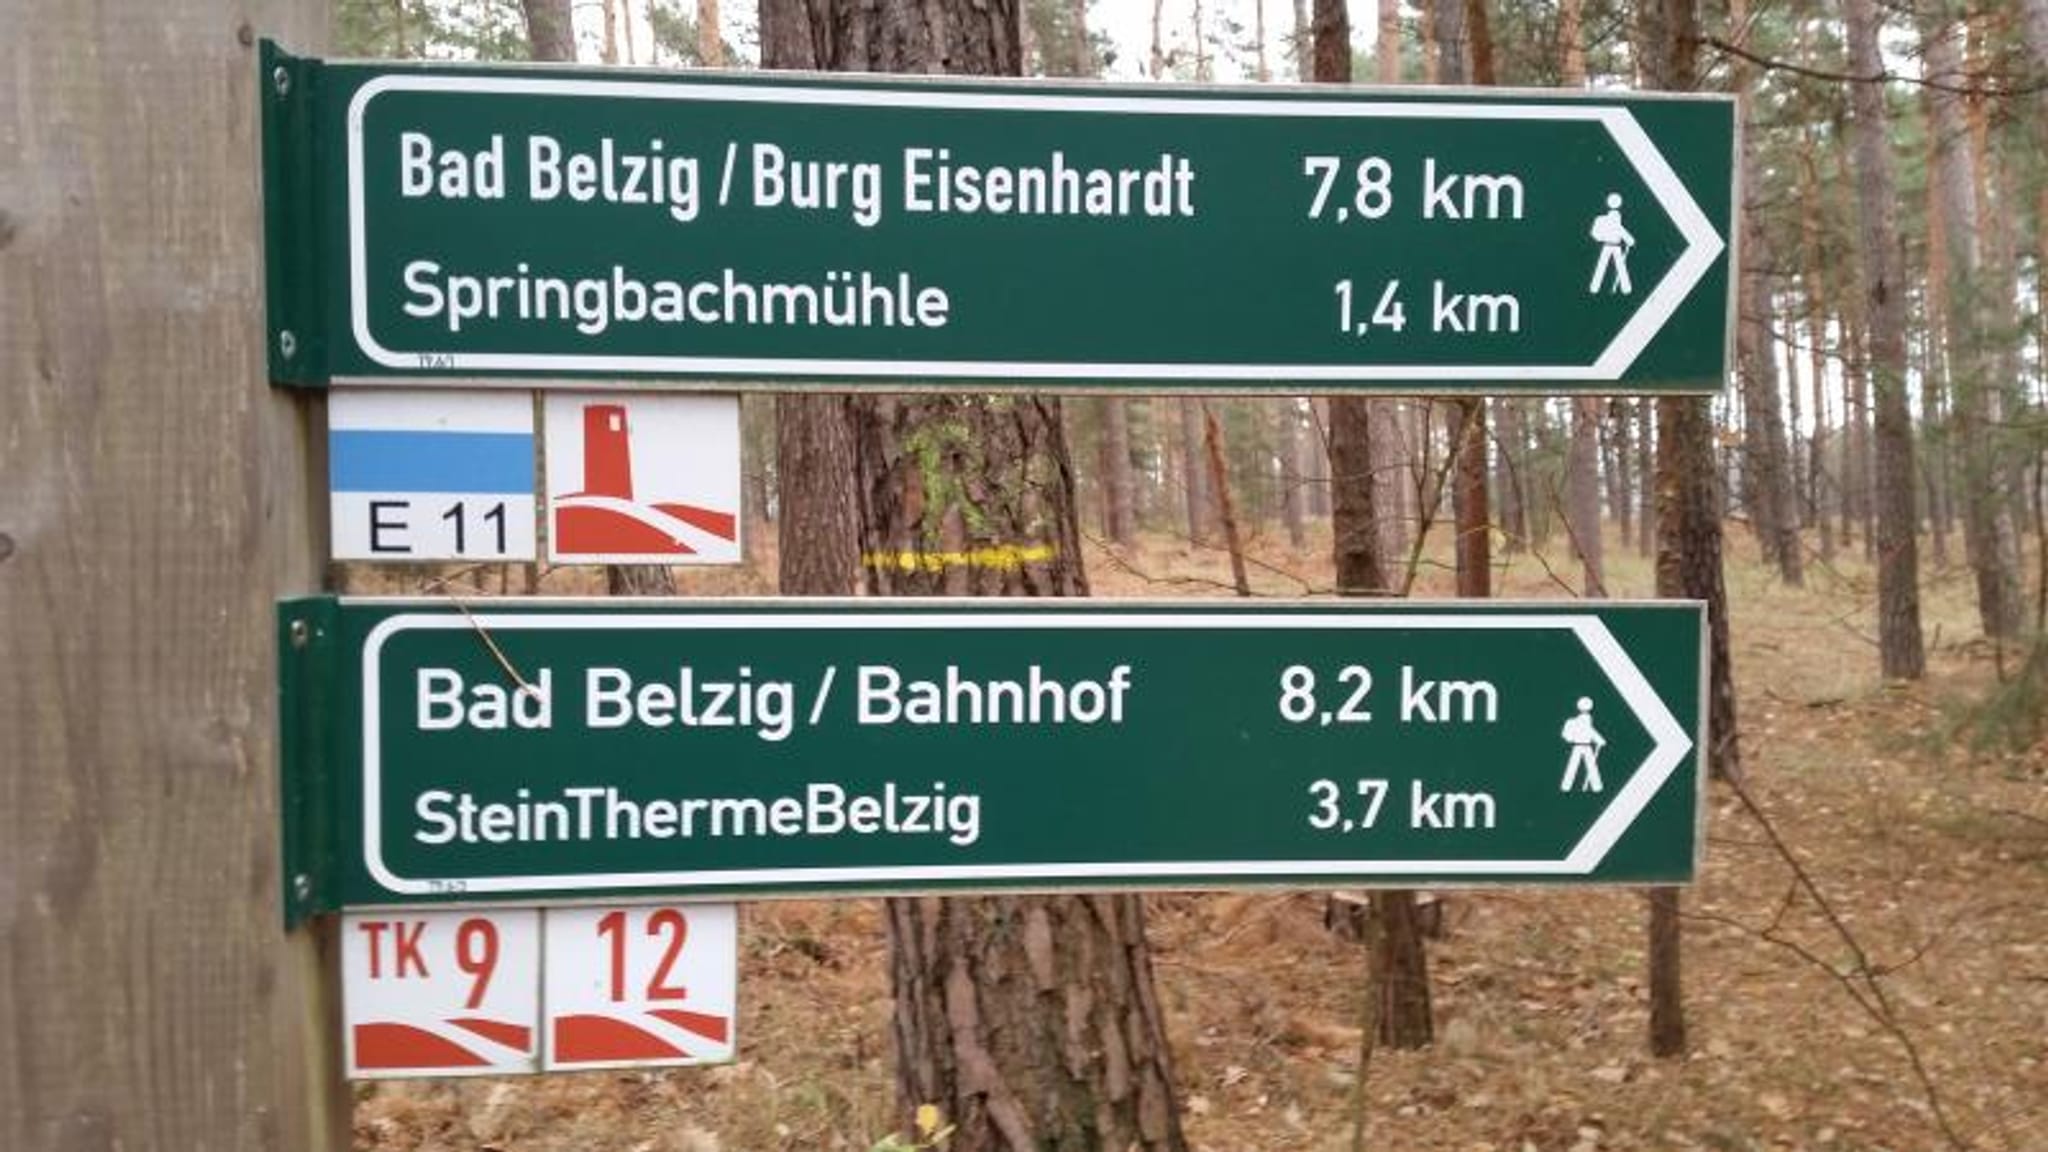 Bad Belzig / Burg Eisenhardt 7,8 km
Springbachmühle 1,4 km
E 11
Bad Belzig / Bahnhof 8,2 km
SteinThermeBelzig 3,7 km
TK 9
12